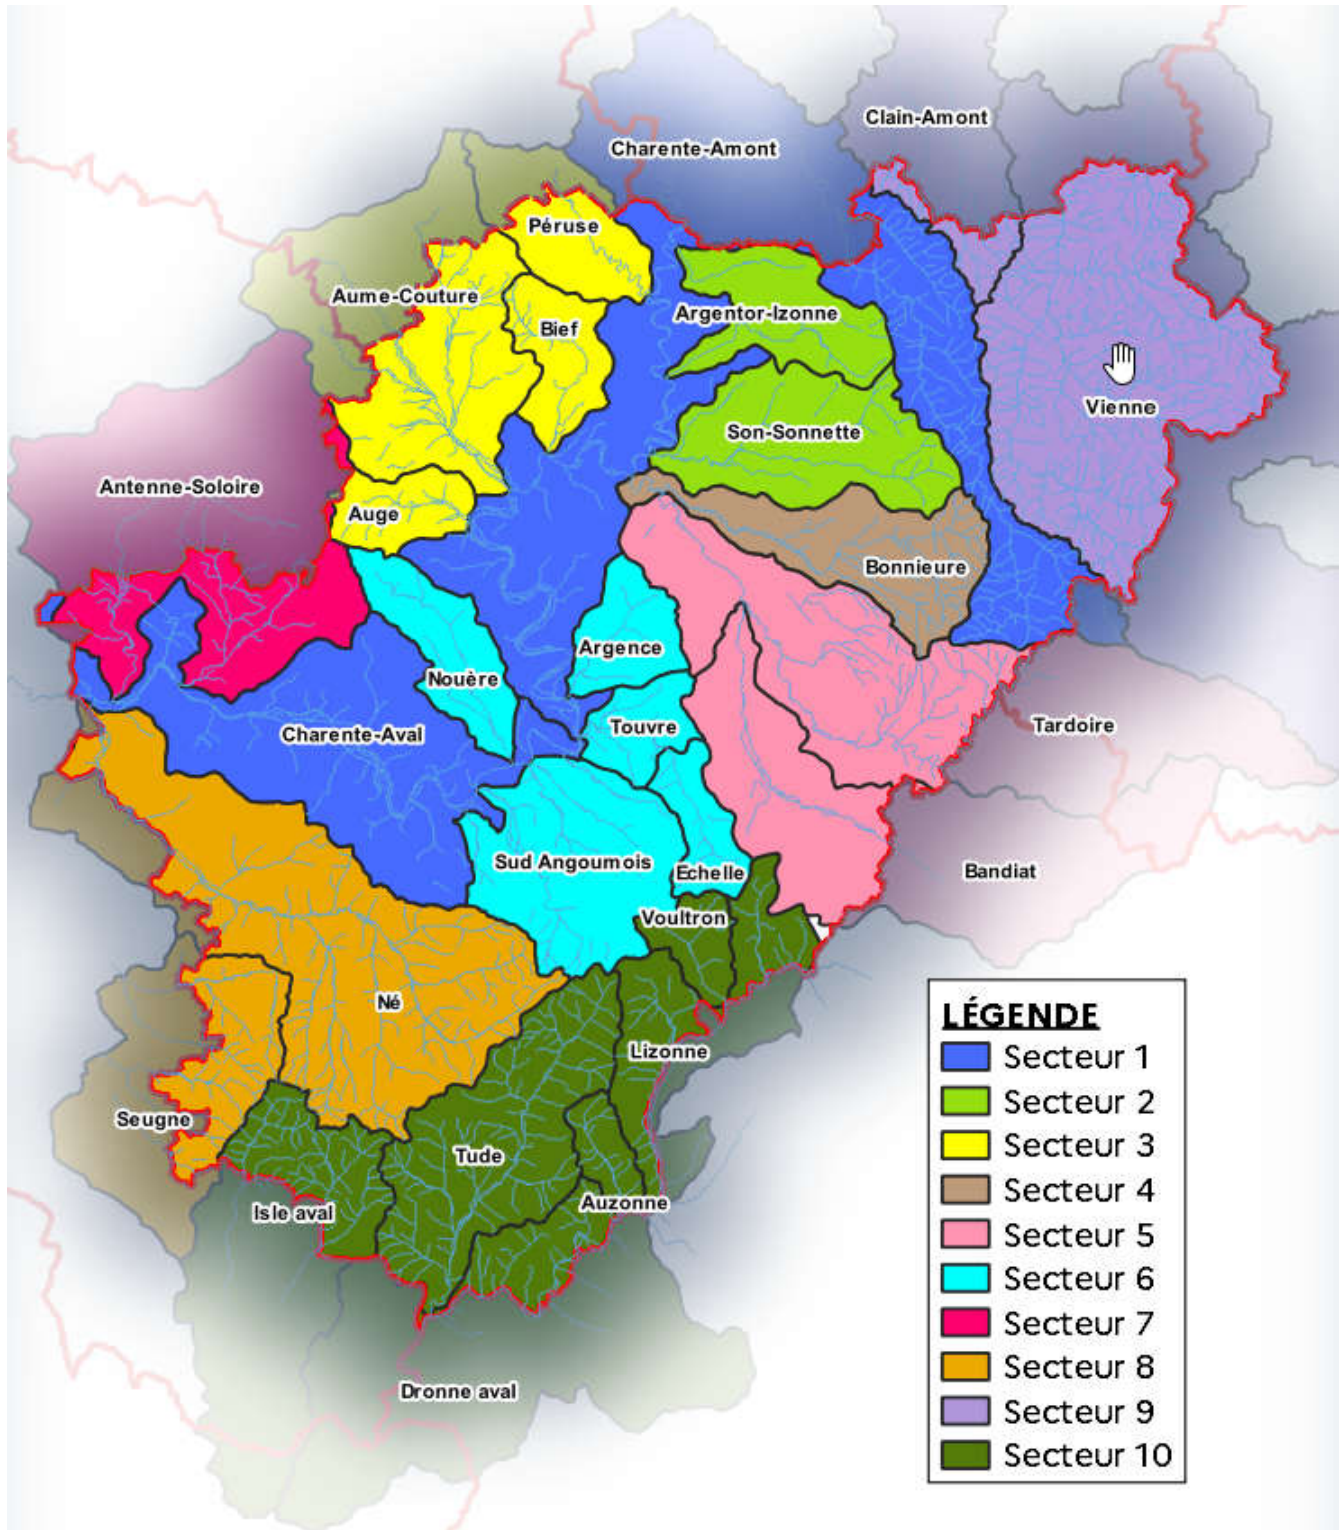 Clain-Amont
Charente-Amont
Péruse
Aume-Couture
Bief
Argentor-Izonne
Vienne
Son-Sonnette
Antenne-Soloire
Auge
Bonnieure
Argence
Nouère
Touvre
Tardoire
Charente-Aval
Sud Angoumois
Echelle
Bandiat
Voultron
Né
Lizonne
Seugne
Tude
Auzonne
Isle aval
Dronne aval
LÉGENDE
Secteur 1
Secteur 2
Secteur 3
Secteur 4
Secteur 5
Secteur 6
Secteur 7
Secteur 8
Secteur 9
Secteur 10